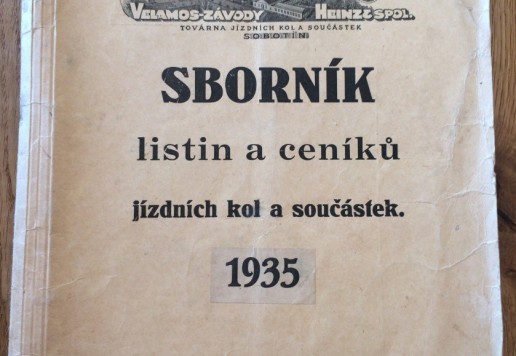 VELAMOS-ZÁVODY HEINZ & SPOL.
TOVÁRNA JÍZDNÍCH KOL A SOUČÁSTEK
SOBOTÍN
SBORNÍK
listin a ceníků
jízdních kol a součástek.
1935